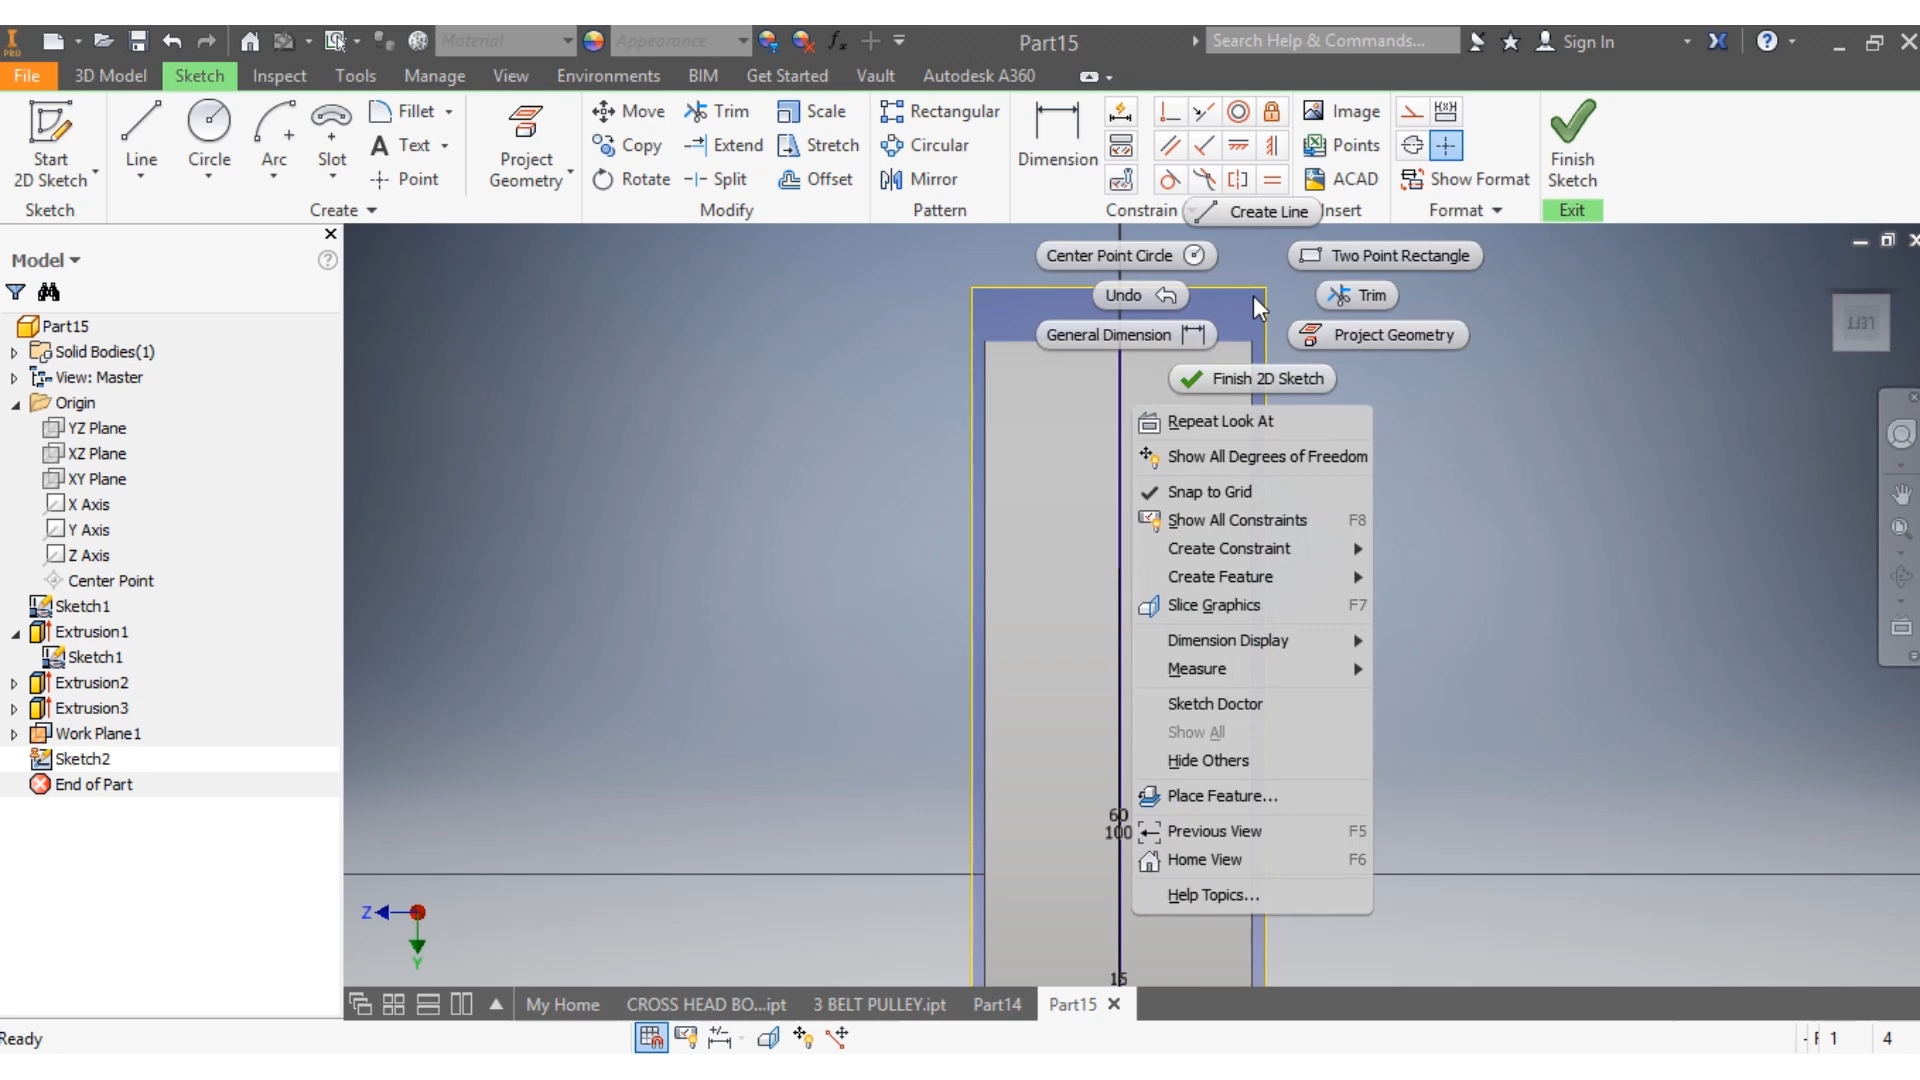 PRO
Material
Appearance
fx
Part15
Search Help & Commands...
Sign In
File
3D Model
Sketch
Inspect
Tools
Manage
View
Environments
BIM
Get Started
Vault
Autodesk A360
Start
2D Sketch
Line
Circle
Arc
Slot
Fillet
Text
Point
Project
Geometry
Move
Copy
Rotate
Trim
Extend
Split
Scale
Stretch
Offset
Rectangular
Circular
Mirror
Dimension
Image
Points
ACAD
Show Format
Finish
Sketch
Sketch
Create
Modify
Pattern
Constrain
Insert
Format
Exit
Create Line
Center Point Circle
Two Point Rectangle
Undo
Trim
General Dimension
Project Geometry
Finish 2D Sketch
Model
Part15
Solid Bodies(1)
View: Master
Origin
YZ Plane
XZ Plane
XY Plane
X Axis
Y Axis
Z Axis
Center Point
Sketch1
Extrusion1
Sketch1
Extrusion2
Extrusion3
Work Plane1
Sketch2
End of Part
LEFT
Repeat Look At
Show All Degrees of Freedom
Snap to Grid
Show All Constraints F8
Create Constraint
Create Feature
Slice Graphics F7
Dimension Display
Measure
Sketch Doctor
Show All
Hide Others
Place Feature...
Previous View F5
Home View F6
Help Topics...
60
100
15
Z
Y
My Home
CROSS HEAD BO...ipt
3 BELT PULLEY.ipt
Part14
Part15
Ready
1
4